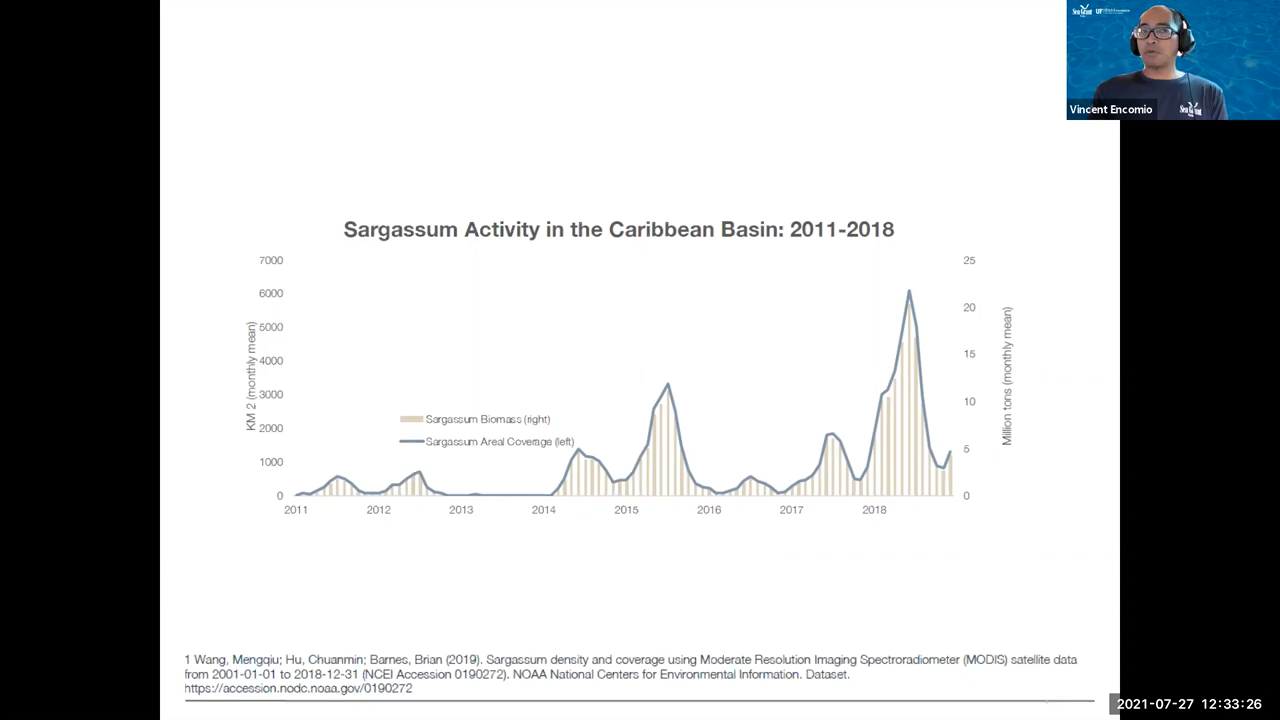 Sea Grant
UF
Vincent Encomio
Sea Grant
Sargassum Activity in the Caribbean Basin: 2011-2018
7000
6000
5000
4000
3000
2000
1000
0
KM 2 (monthly mean)
25
20
15
10
5
0
Million tons (monthly mean)
Sargassum Biomass (right)
Sargassum Areal Coverage (left)
2011 2012 2013 2014 2015 2016 2017 2018
1 Wang, Mengqiu; Hu, Chuanmin; Barnes, Brian (2019). Sargassum density and coverage using Moderate Resolution Imaging Spectroradiometer (MODIS) satellite data
from 2001-01-01 to 2018-12-31 (NCEI Accession 0190272). NOAA National Centers for Environmental Information. Dataset.
https://accession.nodc.noaa.gov/0190272
2021-07-27 12:33:26